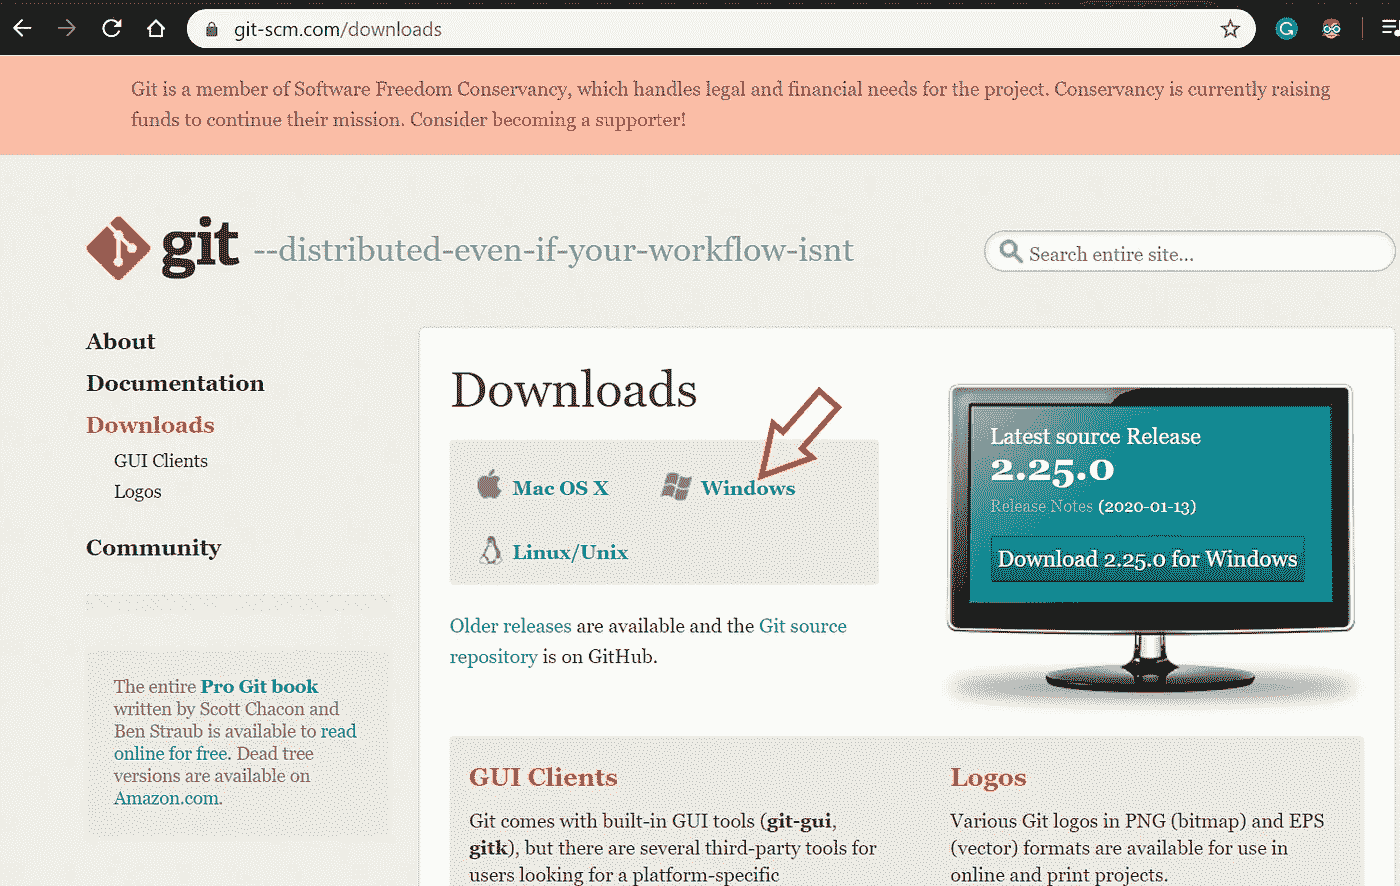 git-scm.com/downloads
Git is a member of Software Freedom Conservancy, which handles legal and financial needs for the project. Conservancy is currently raising
funds to continue their mission. Consider becoming a supporter!
git --distributed-even-if-your-workflow-isnt
Search entire site...
About
Documentation
Downloads
GUI Clients
Logos
Community
The entire Pro Git book
written by Scott Chacon and
Ben Straub is available to read
online for free. Dead tree
versions are available on
Amazon.com.
Downloads
Mac OS X
Windows
Linux/Unix
Older releases are available and the Git source
repository is on GitHub.
Latest source Release
2.25.0
Release Notes (2020-01-13)
Download 2.25.0 for Windows
GUI Clients
Git comes with built-in GUI tools (git-gui,
gitk), but there are several third-party tools for
users looking for a platform-specific
Logos
Various Git logos in PNG (bitmap) and EPS
(vector) formats are available for use in
online and print projects.